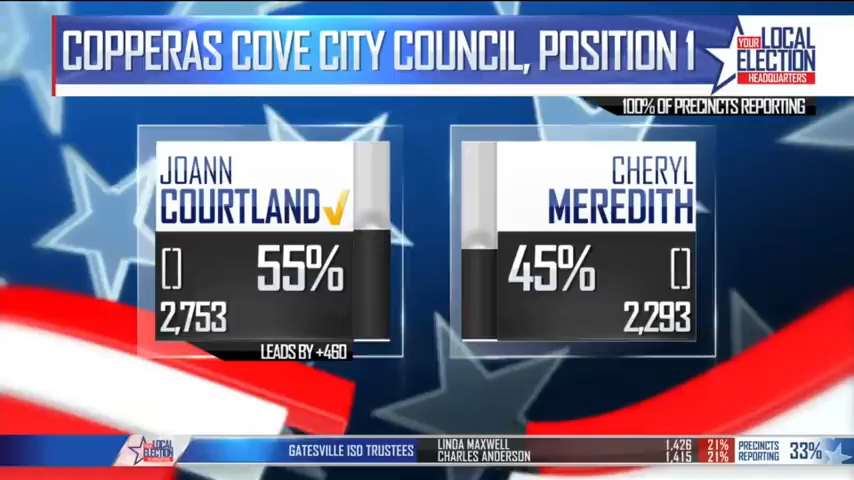 COPPERAS COVE CITY COUNCIL, POSITION 1
YOUR LOCAL ELECTION HEADQUARTERS
100% OF PRECINCTS REPORTING
JOANN
COURTLAND
[] 55%
2,753
LEADS BY +460
CHERYL
MEREDITH
45% []
2,293
YOUR LOCAL ELECTION HEADQUARTERS
GATESVILLE ISD TRUSTEES
LINDA MAXWELL 1,426 21%
CHARLES ANDERSON 1,415 21%
PRECINCTS REPORTING 33%